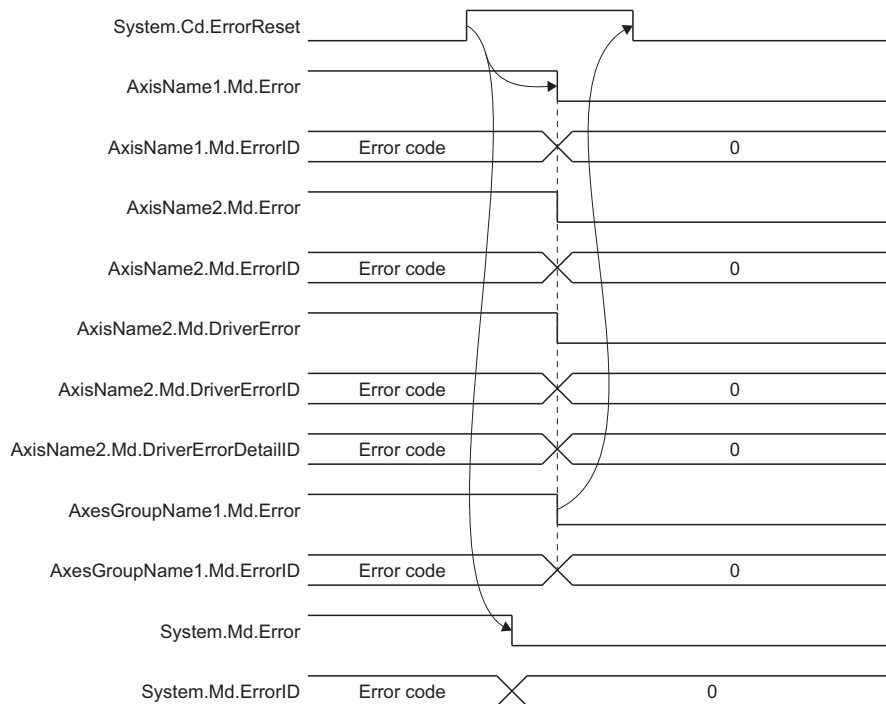 System.Cd.ErrorReset
AxisName1.Md.Error
AxisName1.Md.ErrorID Error code 0
AxisName2.Md.Error
AxisName2.Md.ErrorID Error code 0
AxisName2.Md.DriverError
AxisName2.Md.DriverErrorID Error code 0
AxisName2.Md.DriverErrorDetailID Error code 0
AxesGroupName1.Md.Error
AxesGroupName1.Md.ErrorID Error code 0
System.Md.Error
System.Md.ErrorID Error code 0